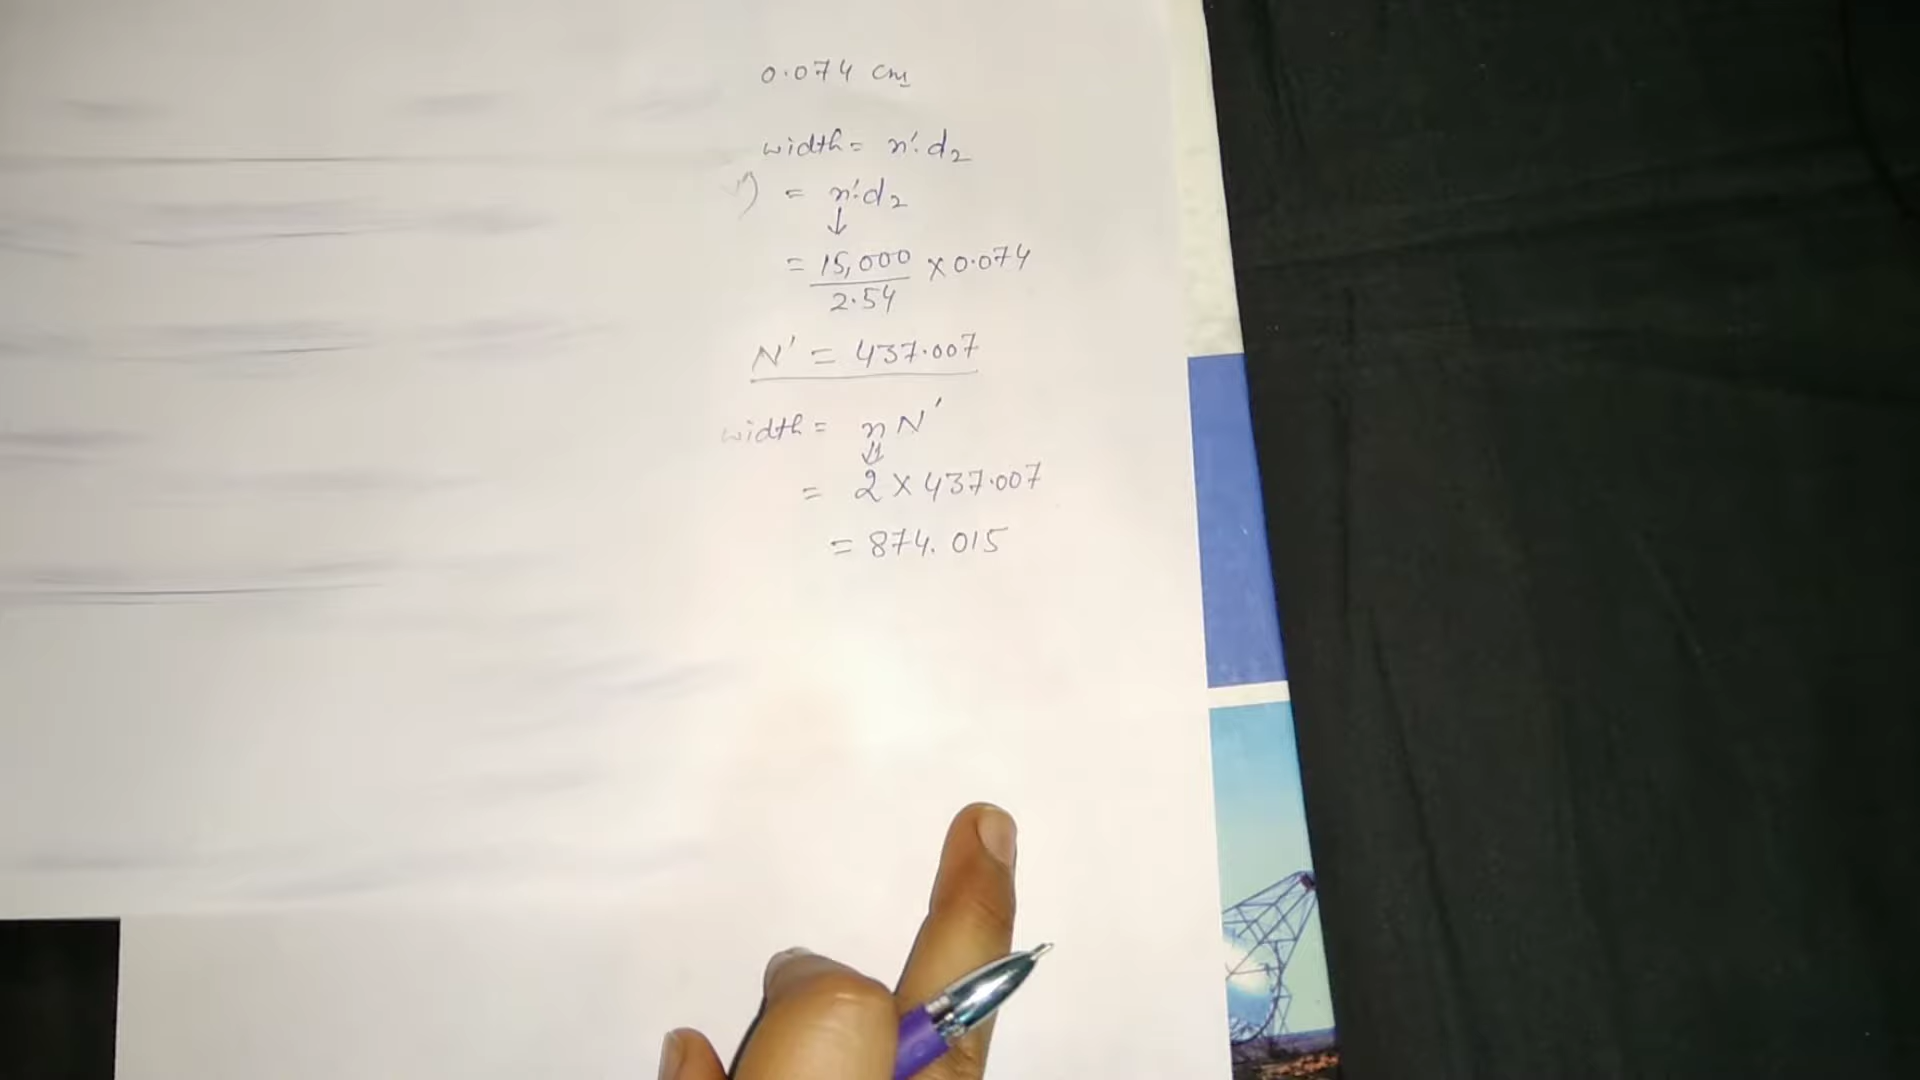 0.074 cm
width = n'.d₂
= n'.d₂
↓
= 15,000 / 2.54 × 0.074
N' = 437.007
width = n N'
⇓
= 2 × 437.007
= 874.015